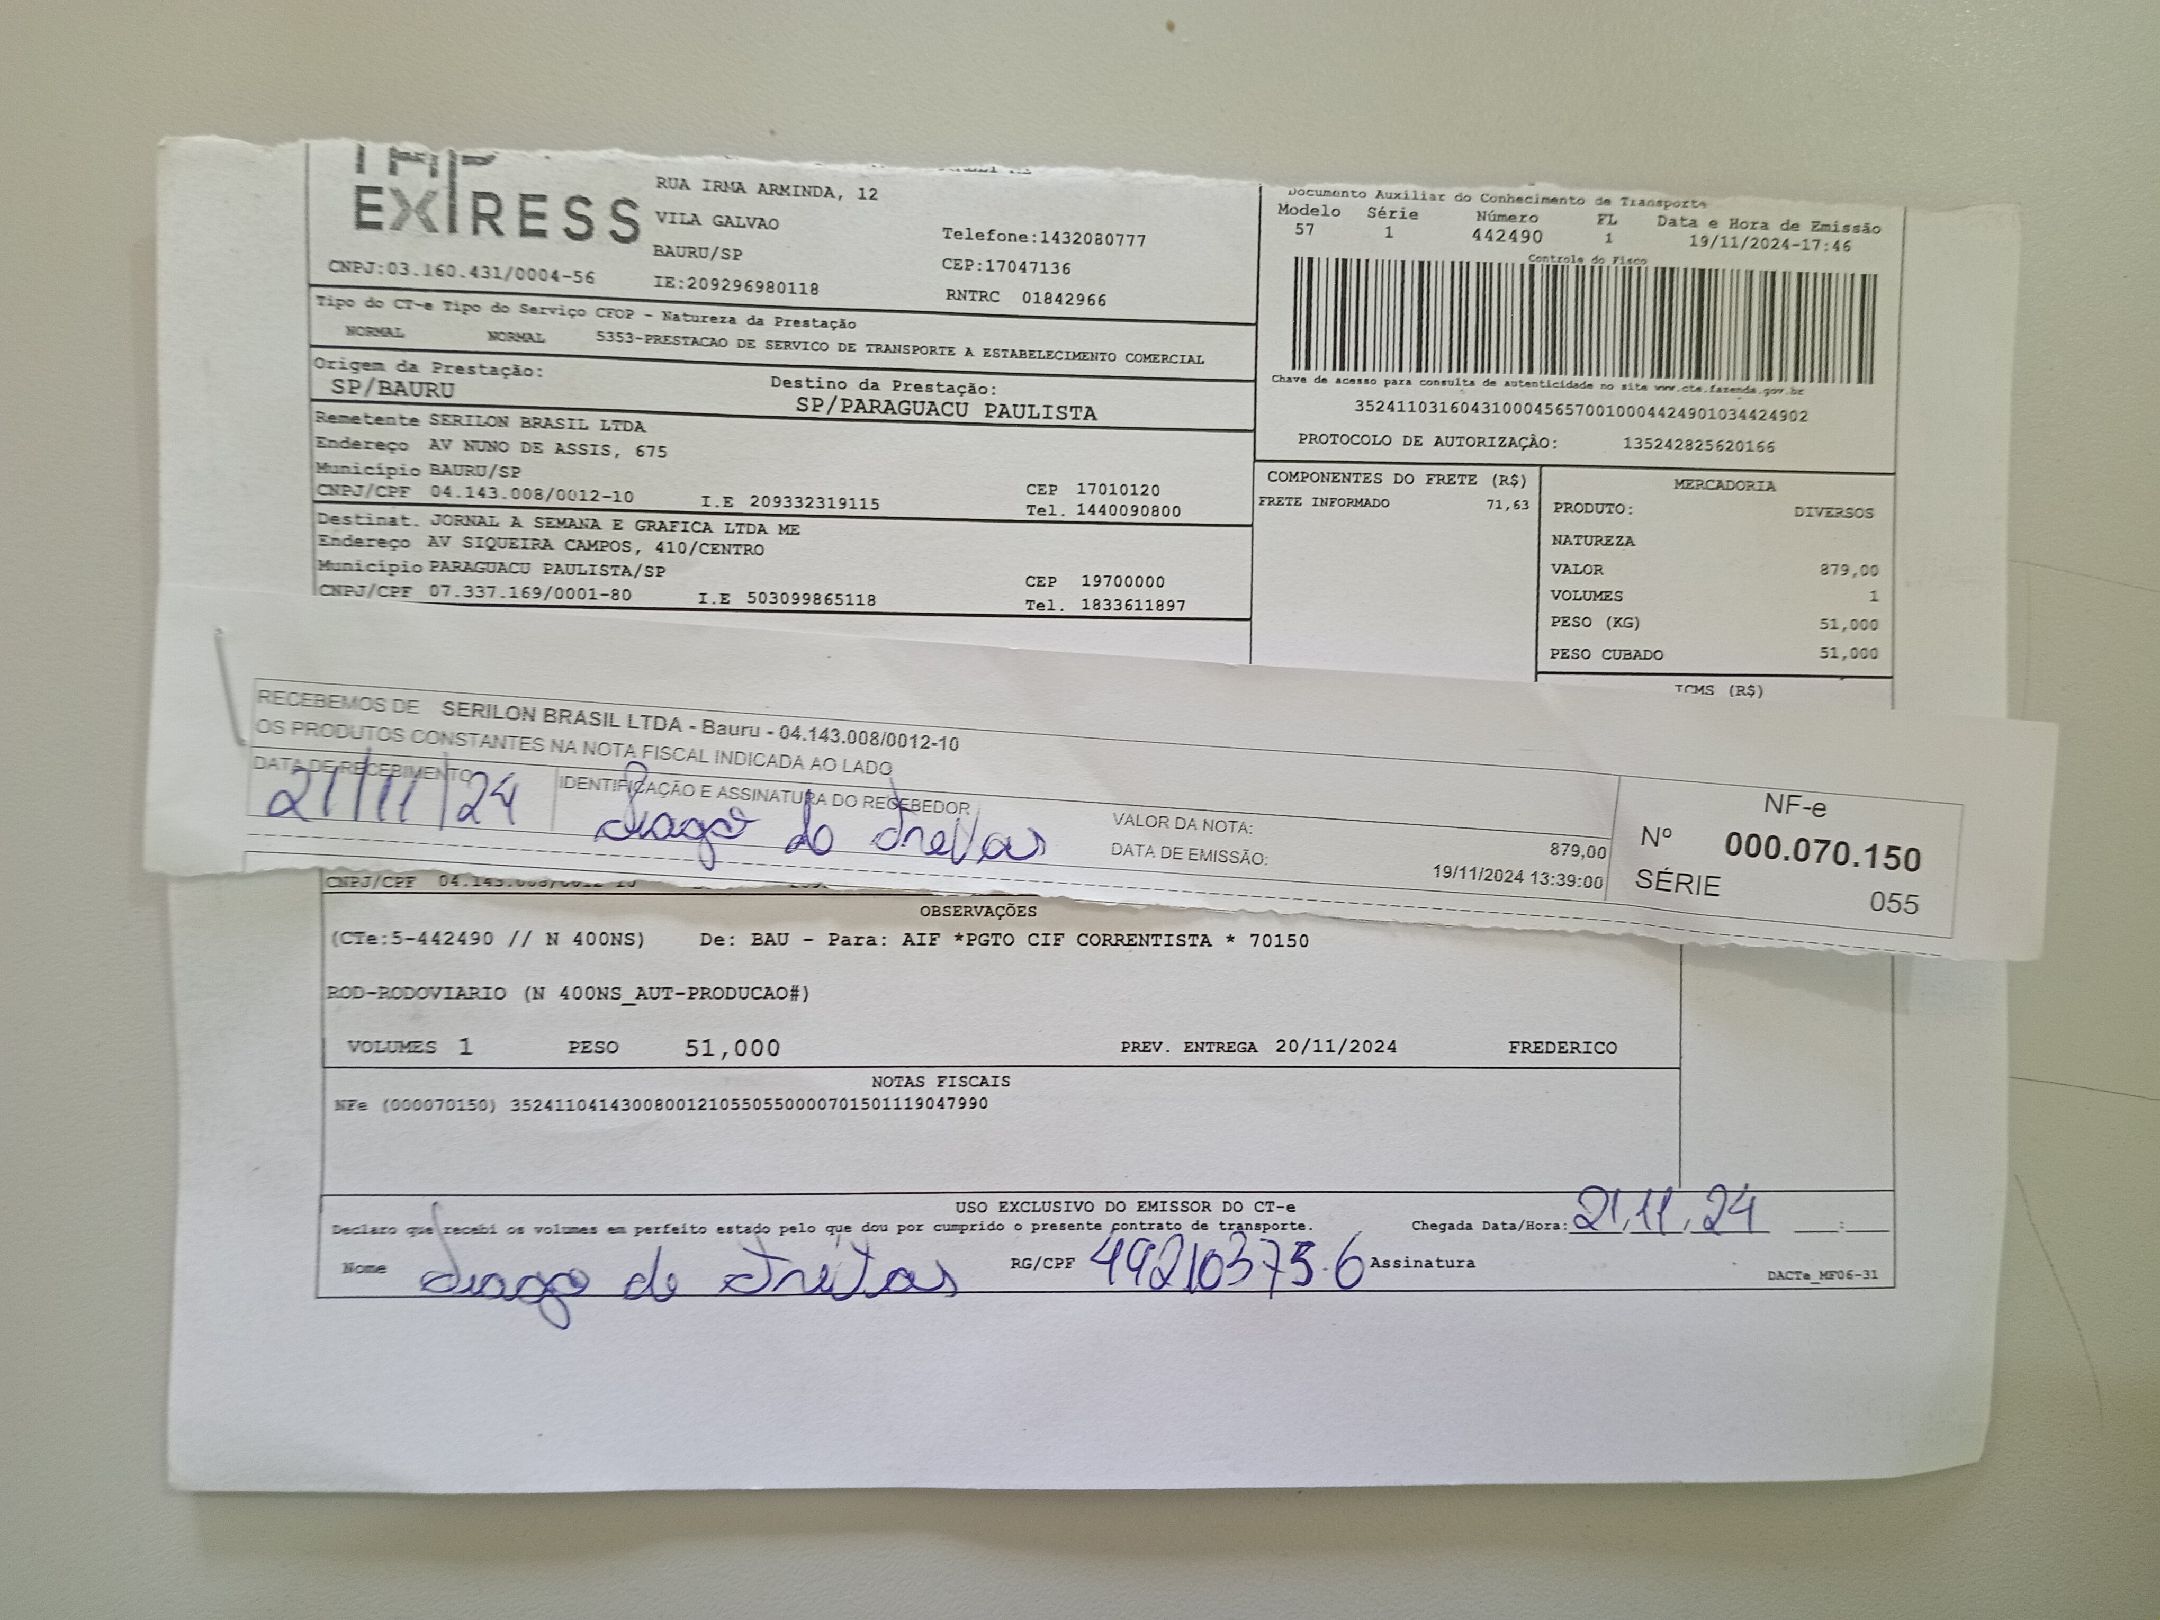 EXPRESS
RUA IRMA ARMINDA, 12
VILA GALVAO
BAURU/SP
Telefone:1432080777
CEP:17047136
CNPJ:03.160.431/0004-56
IE:209296980118
RNTRC 01842966
Documento Auxiliar do Conhecimento de Transporte
Modelo Série Número FL Data e Hora de Emissão
57 1 442490 1 19/11/2024-17:46
Controle do Fisco
Chave de acesso para consulta de autenticidade no site www.cte.fazenda.gov.br
35241103160431000456570010004424901034424902
PROTOCOLO DE AUTORIZAÇÃO: 135242825620166
Tipo do CT-e Tipo do Serviço CFOP - Natureza da Prestação
NORMAL NORMAL 5353-PRESTACAO DE SERVICO DE TRANSPORTE A ESTABELECIMENTO COMERCIAL
Origem da Prestação: Destino da Prestação:
SP/BAURU SP/PARAGUACU PAULISTA
Remetente SERILON BRASIL LTDA
Endereço AV NUNO DE ASSIS, 675
Município BAURU/SP CEP 17010120
CNPJ/CPF 04.143.008/0012-10 I.E 209332319115 Tel. 1440090800
Destinat. JORNAL A SEMANA E GRAFICA LTDA ME
Endereço AV SIQUEIRA CAMPOS, 410/CENTRO
Município PARAGUACU PAULISTA/SP CEP 19700000
CNPJ/CPF 07.337.169/0001-80 I.E 503099865118 Tel. 1833611897
COMPONENTES DO FRETE (R$)
FRETE INFORMADO 71,63
MERCADORIA
PRODUTO: DIVERSOS
NATUREZA
VALOR 879,00
VOLUMES 1
PESO (KG) 51,000
PESO CUBADO 51,000
ICMS (R$)
RECEBEMOS DE SERILON BRASIL LTDA - Bauru - 04.143.008/0012-10
OS PRODUTOS CONSTANTES NA NOTA FISCAL INDICADA AO LADO
DATA DE RECEBIMENTO IDENTIFICAÇÃO E ASSINATURA DO RECEBEDOR
21/11/24 Diago de Freitas
VALOR DA NOTA: 879,00
DATA DE EMISSÃO: 19/11/2024 13:39:00
NF-e
Nº 000.070.150
SÉRIE 055
CNPJ/CPF 04.143.008/0012-10
OBSERVAÇÕES
(CTe:5-442490 // N 400NS) De: BAU - Para: AIF *PGTO CIF CORRENTISTA * 70150
ROD-RODOVIARIO (N 400NS_AUT-PRODUCAO#)
VOLUMES 1 PESO 51,000 PREV. ENTREGA 20/11/2024 FREDERICO
NOTAS FISCAIS
NFe (000070150) 35241104143008001210550550000701501119047990
USO EXCLUSIVO DO EMISSOR DO CT-e
Declaro que recebi os volumes em perfeito estado pelo que dou por cumprido o presente contrato de transporte. Chegada Data/Hora: 21.11.24 :
Nome Diago de Freitas RG/CPF 49210375.6 Assinatura
DACTe_MF06-31